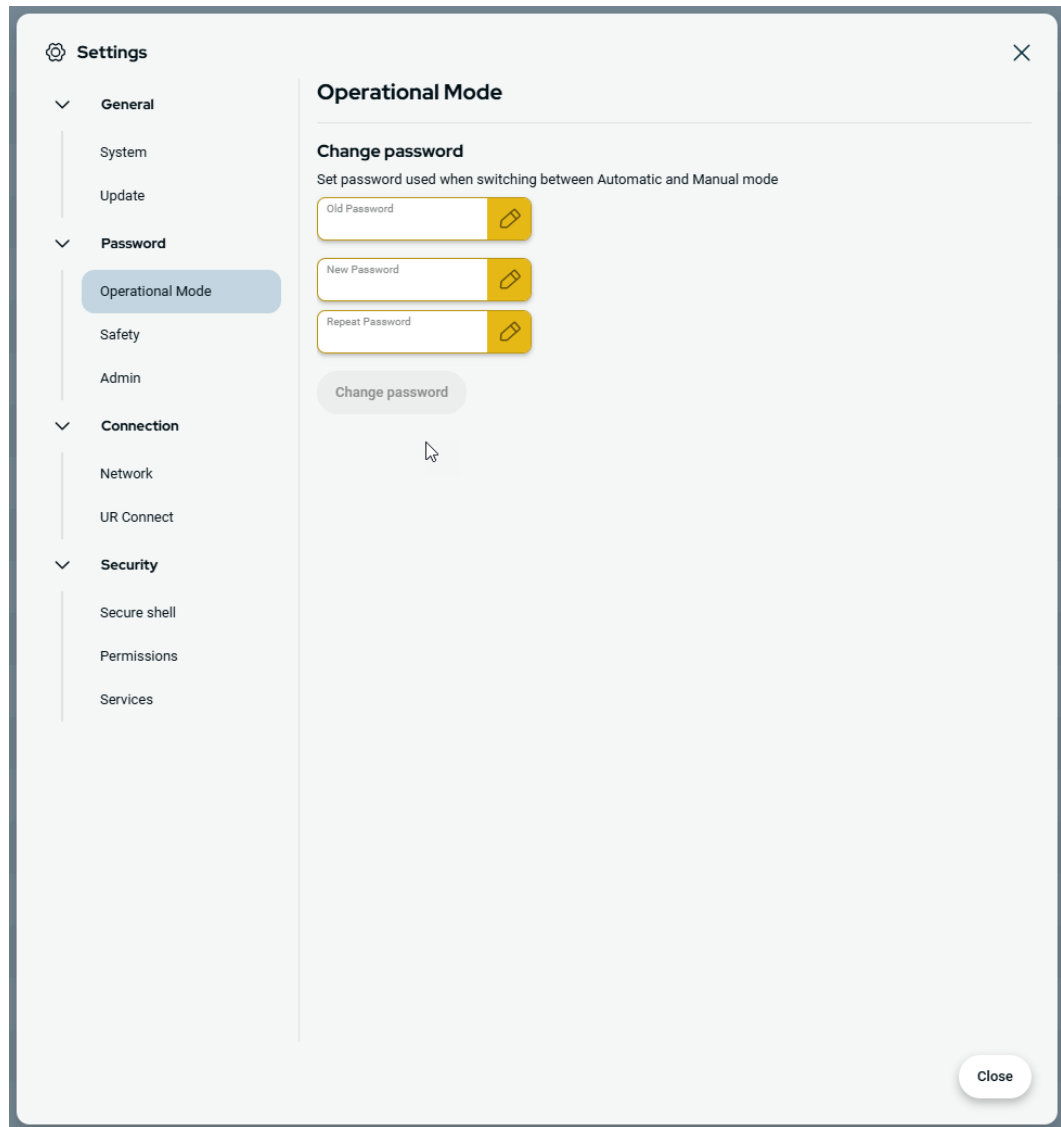 Settings
General
System
Update
Password
Operational Mode
Safety
Admin
Connection
Network
UR Connect
Security
Secure shell
Permissions
Services
Operational Mode
Change password
Set password used when switching between Automatic and Manual mode
Old Password
New Password
Repeat Password
Change password
Close